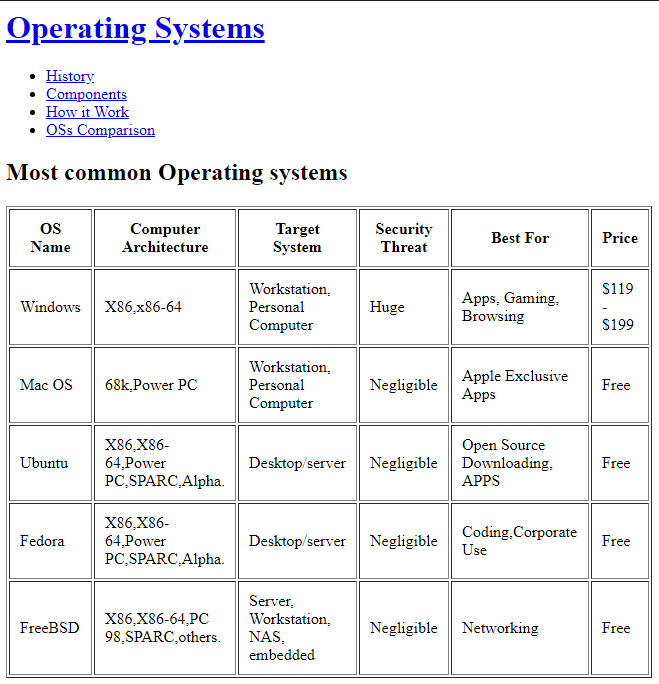 Operating Systems
History
Components
How it Work
OSs Comparison
Most common Operating systems
OS
Name
Computer
Architecture
Target
System
Security
Threat
Best For
Price
Windows
X86,x86-64
Workstation,
Personal
Computer
Huge
Apps, Gaming,
Browsing
$119
-
$199
Mac OS
68k,Power PC
Workstation,
Personal
Computer
Negligible
Apple Exclusive
Apps
Free
Ubuntu
X86,X86-
64,Power
PC,SPARC,Alpha.
Desktop/server
Negligible
Open Source
Downloading,
APPS
Free
Fedora
X86,X86-
64,Power
PC,SPARC,Alpha.
Desktop/server
Negligible
Coding,Corporate
Use
Free
FreeBSD
X86,X86-64,PC
98,SPARC,others.
Server,
Workstation,
NAS,
embedded
Negligible
Networking
Free